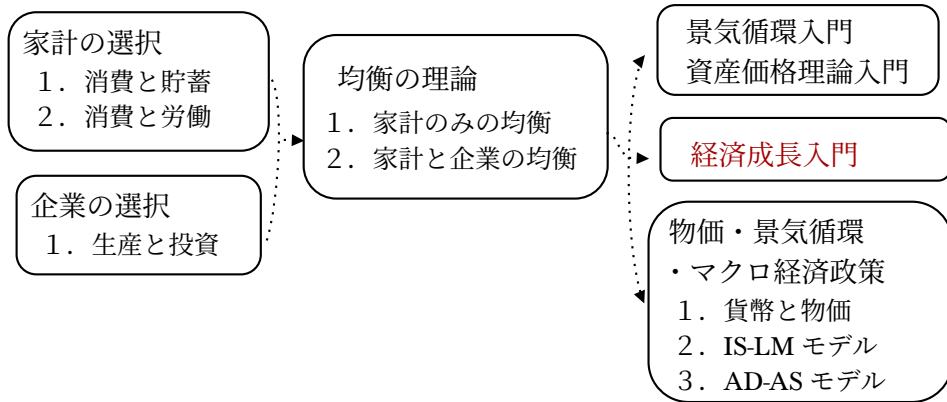 家計の選択
１．消費と貯蓄
２．消費と労働
企業の選択
１．生産と投資
均衡の理論
１．家計のみの均衡
２．家計と企業の均衡
景気循環入門
資産価格理論入門
経済成長入門
物価・景気循環
・マクロ経済政策
１．貨幣と物価
２．IS-LM モデル
３．AD-AS モデル